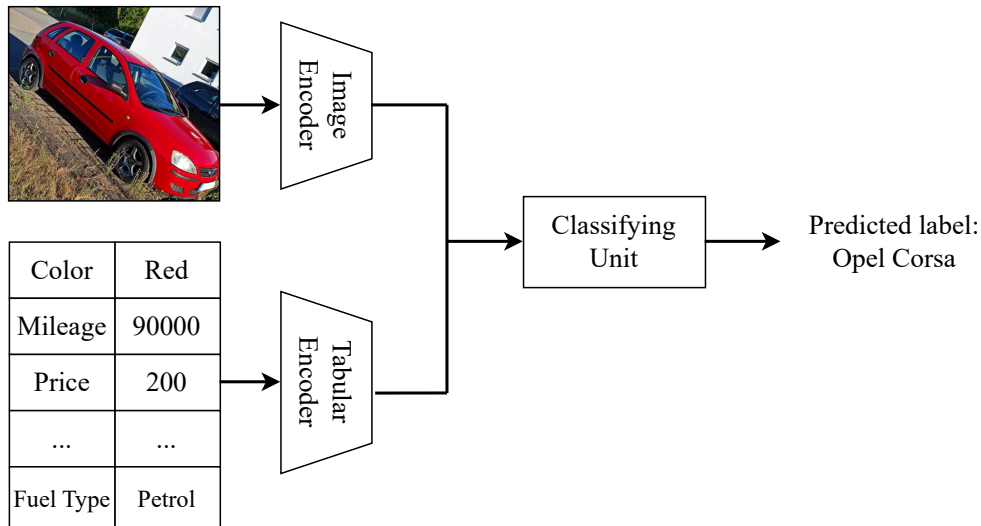 Image
Encoder
Classifying
Unit
Predicted label:
Opel Corsa
Color Red
Mileage 90000
Price 200
... ...
Fuel Type Petrol
Tabular
Encoder